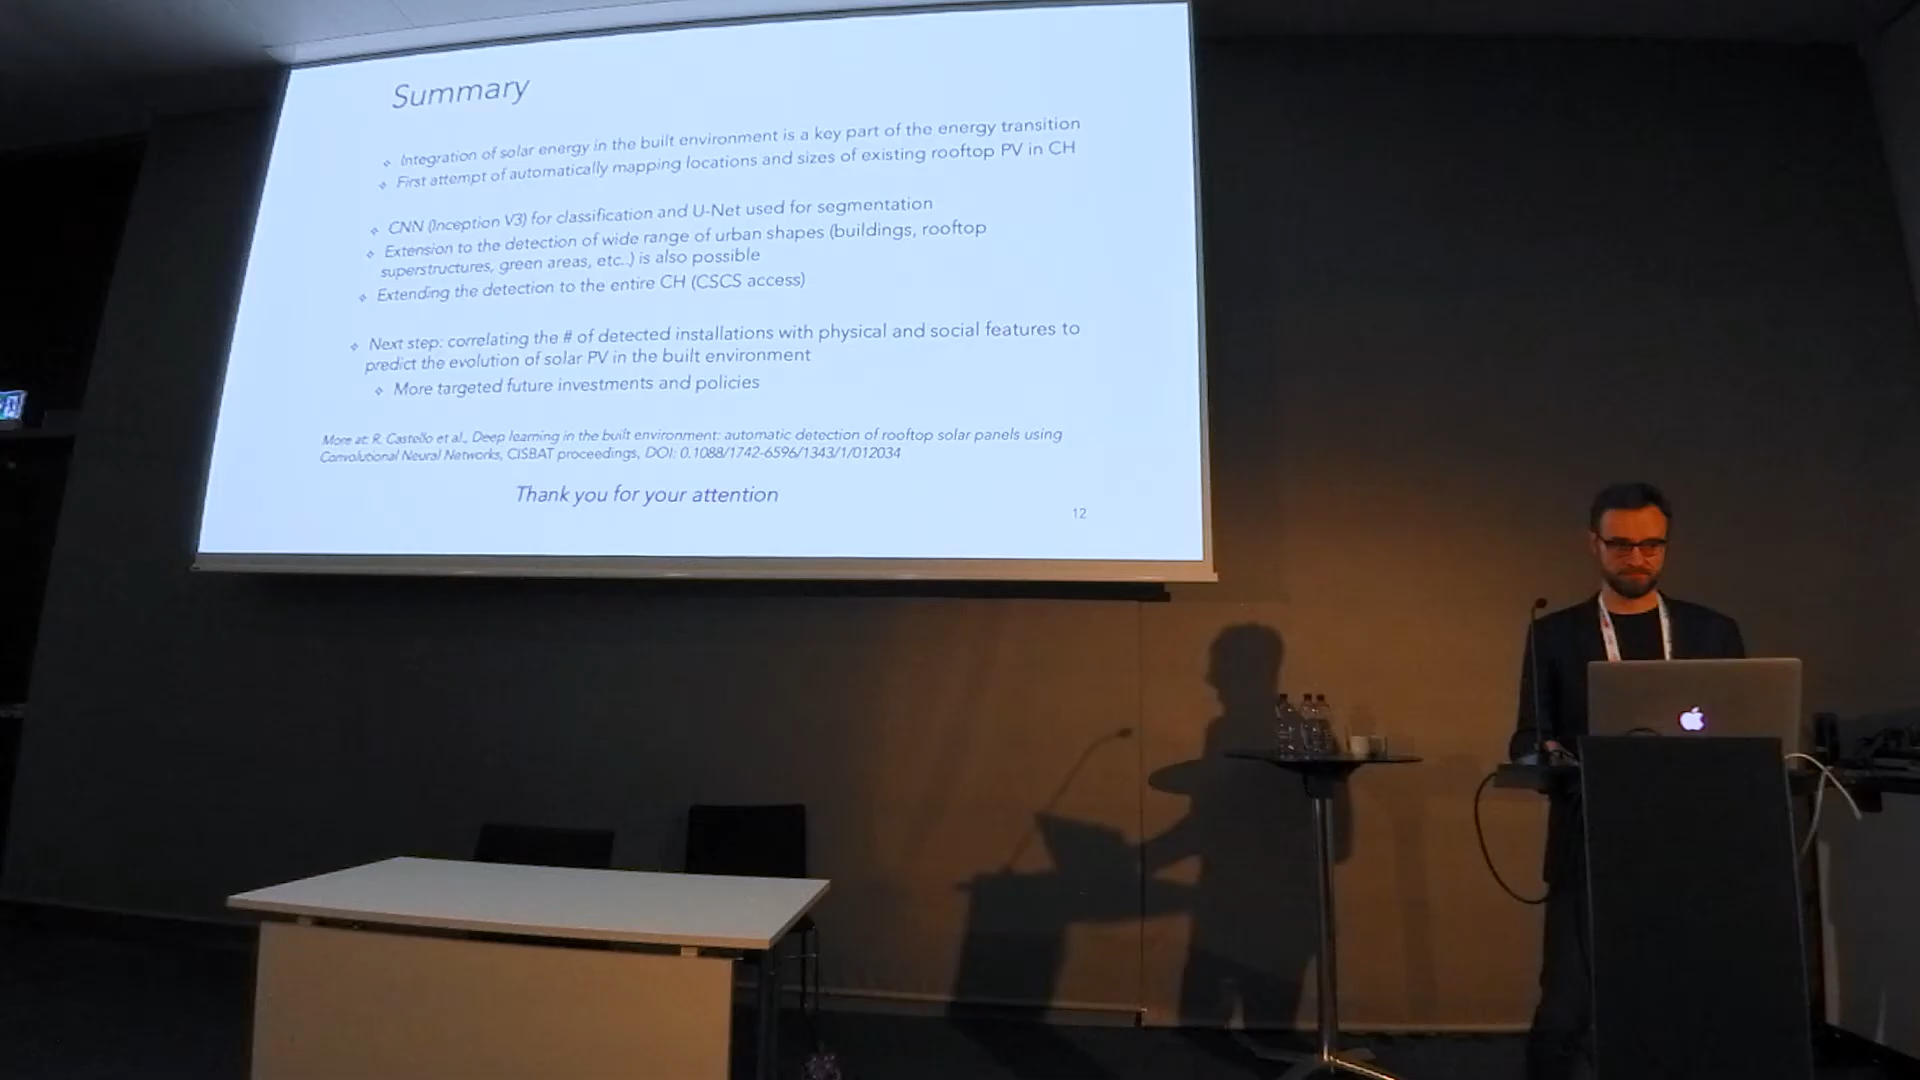 Summary
Integration of solar energy in the built environment is a key part of the energy transition
First attempt of automatically mapping locations and sizes of existing rooftop PV in CH
CNN (Inception V3) for classification and U-Net used for segmentation
Extension to the detection of wide range of urban shapes (buildings, rooftop
superstructures, green areas, etc..) is also possible
Extending the detection to the entire CH (CSCS access)
Next step: correlating the # of detected installations with physical and social features to
predict the evolution of solar PV in the built environment
More targeted future investments and policies
More at: R. Castello et al., Deep learning in the built environment: automatic detection of rooftop solar panels using
Convolutional Neural Networks, CISBAT proceedings, DOI: 0.1088/1742-6596/1343/1/012034
Thank you for your attention
12